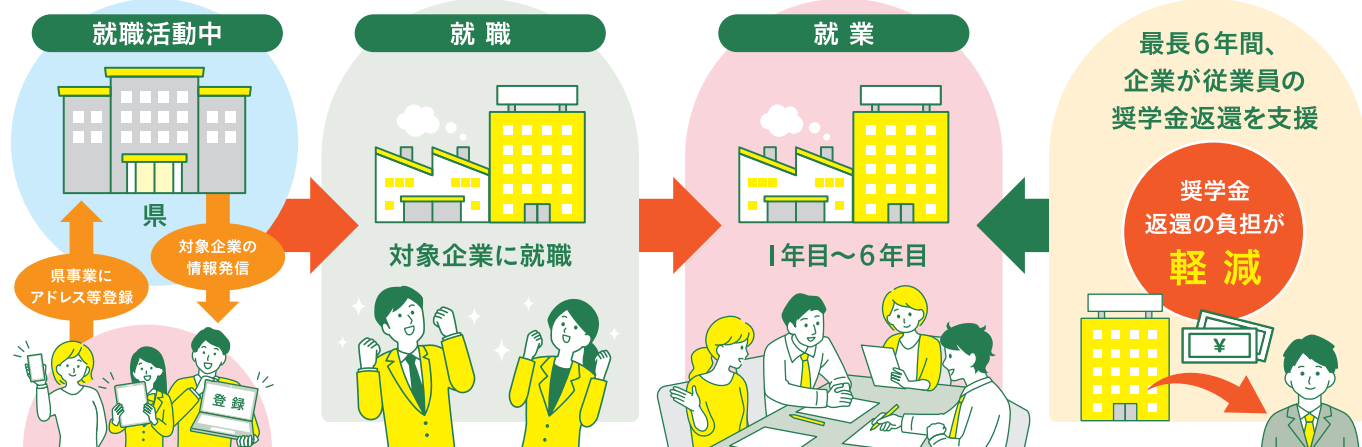 就職活動中
県
県事業に
アドレス等登録
対象企業の
情報発信
登録
就職
対象企業に就職
就業
1年目～6年目
最長6年間、
企業が従業員の
奨学金返還を支援
奨学金
返還の負担が
軽減
¥